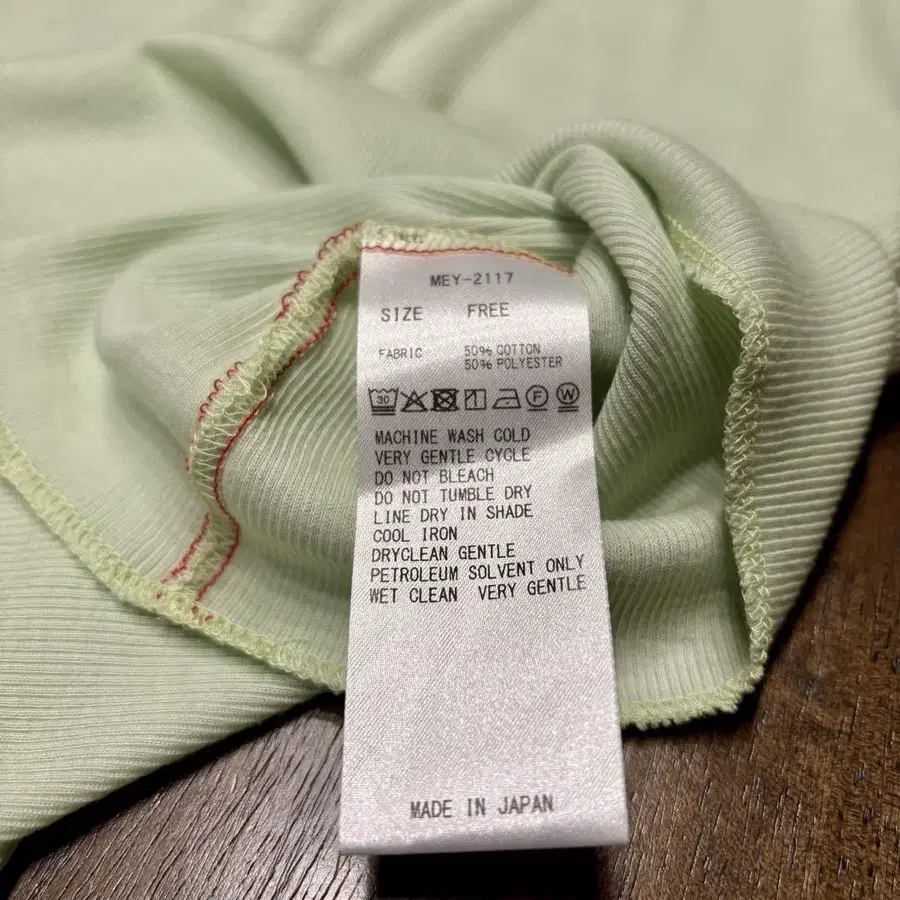 MEY-2117
SIZE FREE
FABRIC 50% COTTON
50% POLYESTER
30 F W
MACHINE WASH COLD
VERY GENTLE CYCLE
DO NOT BLEACH
DO NOT TUMBLE DRY
LINE DRY IN SHADE
COOL IRON
DRYCLEAN GENTLE
PETROLEUM SOLVENT ONLY
WET CLEAN VERY GENTLE
MADE IN JAPAN